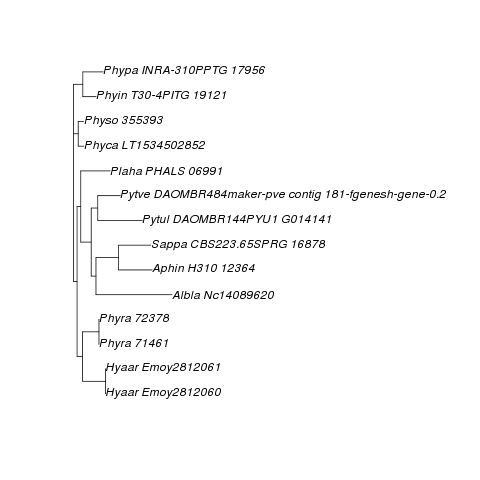 Phypa INRA-310PPTG 17956
Phyin T30-4PITG 19121
Physo 355393
Phyca LT1534502852
Plaha PHALS 06991
Pytve DAOMBR484maker-pve contig 181-fgenesh-gene-0.2
Pytul DAOMBR144PYU1 G014141
Sappa CBS223.65SPRG 16878
Aphin H310 12364
Albla Nc14089620
Phyra 72378
Phyra 71461
Hyaar Emoy2812061
Hyaar Emoy2812060